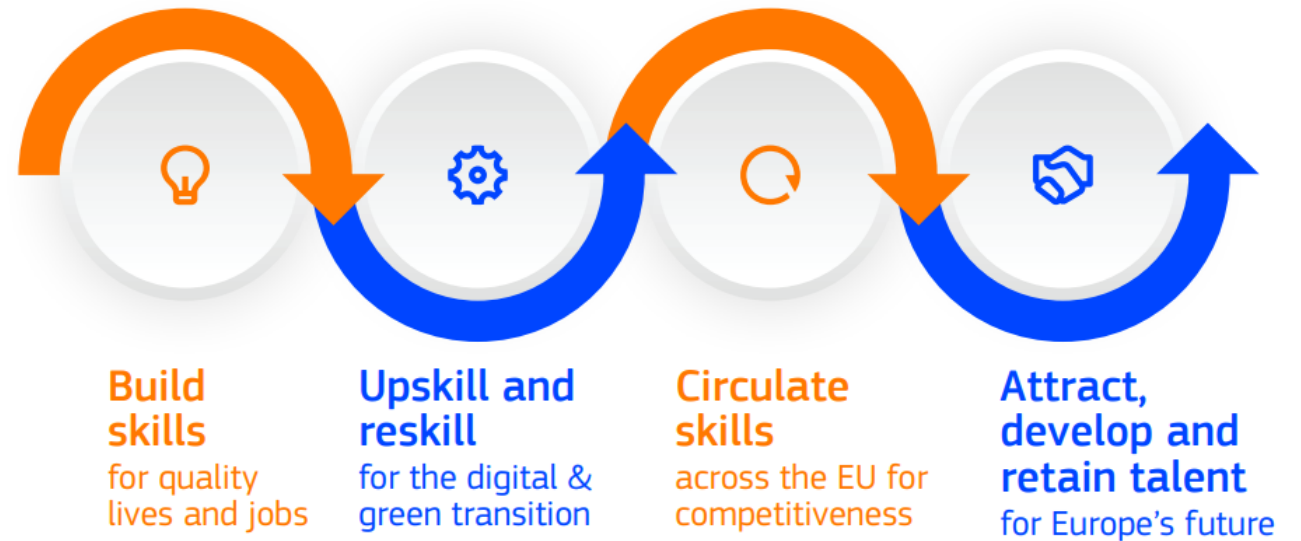 Build
skills
for quality
lives and jobs
Upskill and
reskill
for the digital &
green transition
Circulate
skills
across the EU for
competitiveness
Attract,
develop and
retain talent
for Europe's future